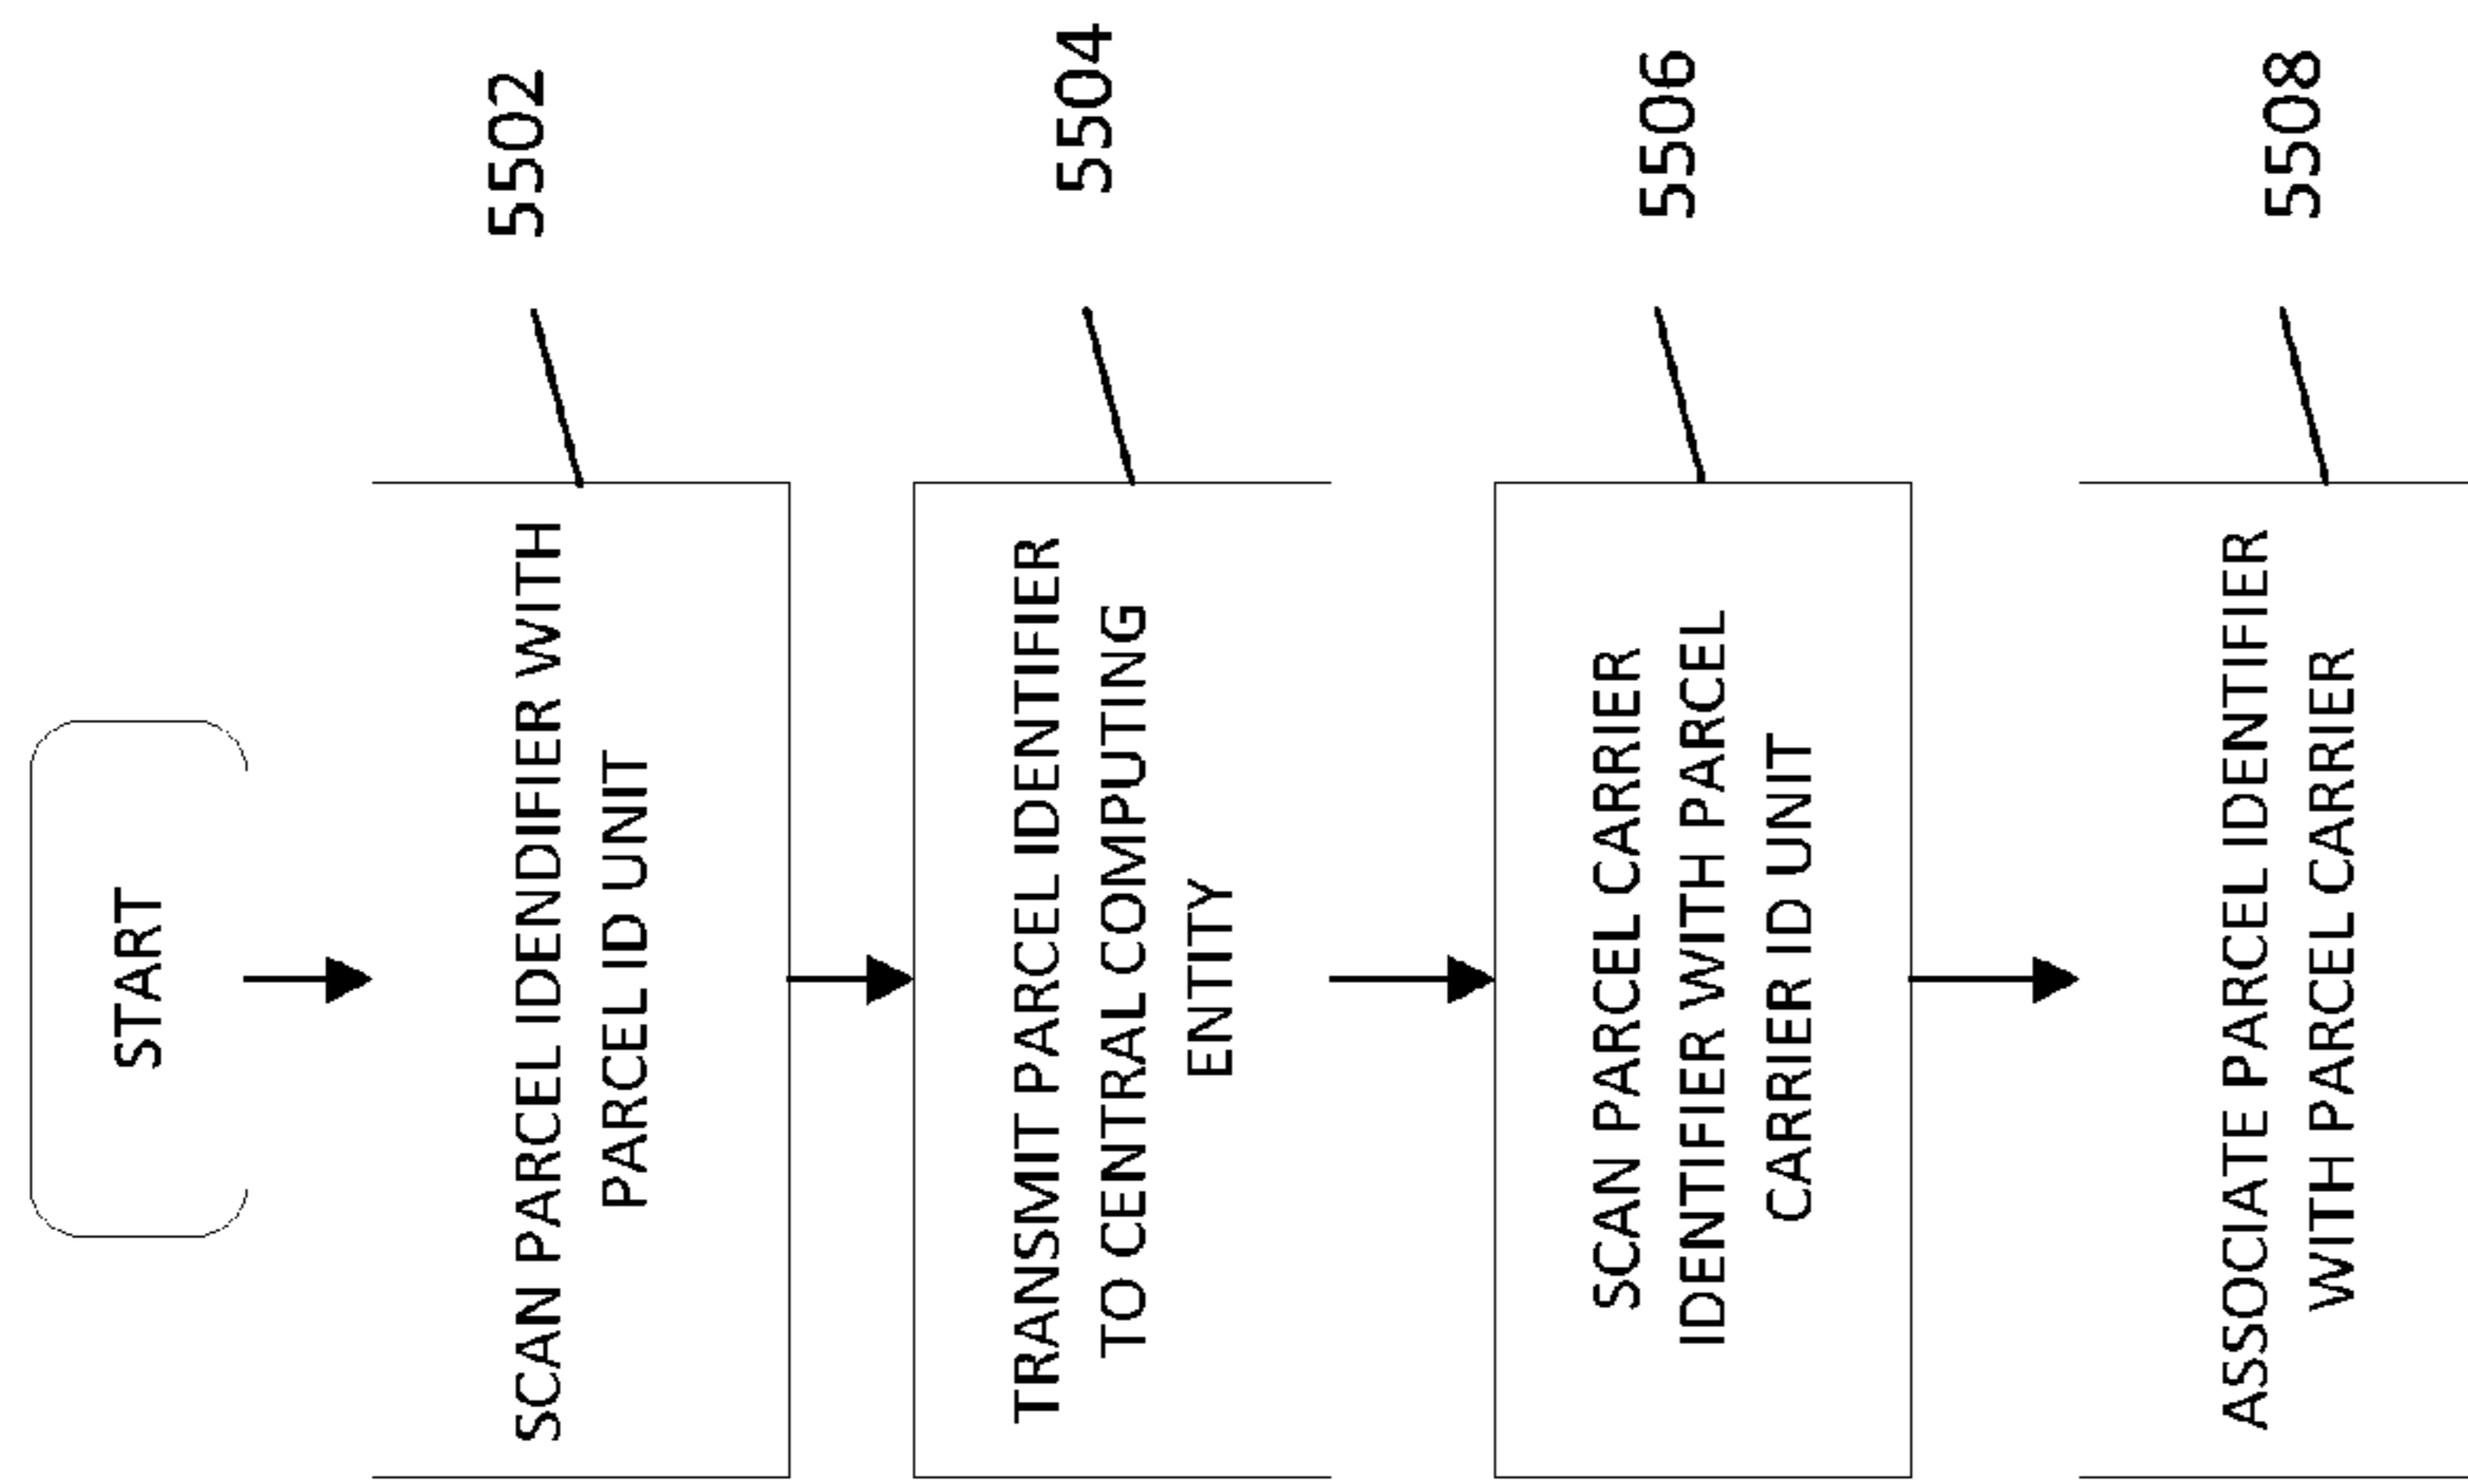 START
SCAN PARCEL IDENDIFIER WITH
PARCEL ID UNIT
5502
TRANSMIT PARCEL IDENTIFIER
TO CENTRAL COMPUTING
ENTITY
5504
SCAN PARCEL CARRIER
IDENTIFIER WITH PARCEL
CARRIER ID UNIT
5506
ASSOCIATE PARCEL IDENTIFIER
WITH PARCEL CARRIER
5508